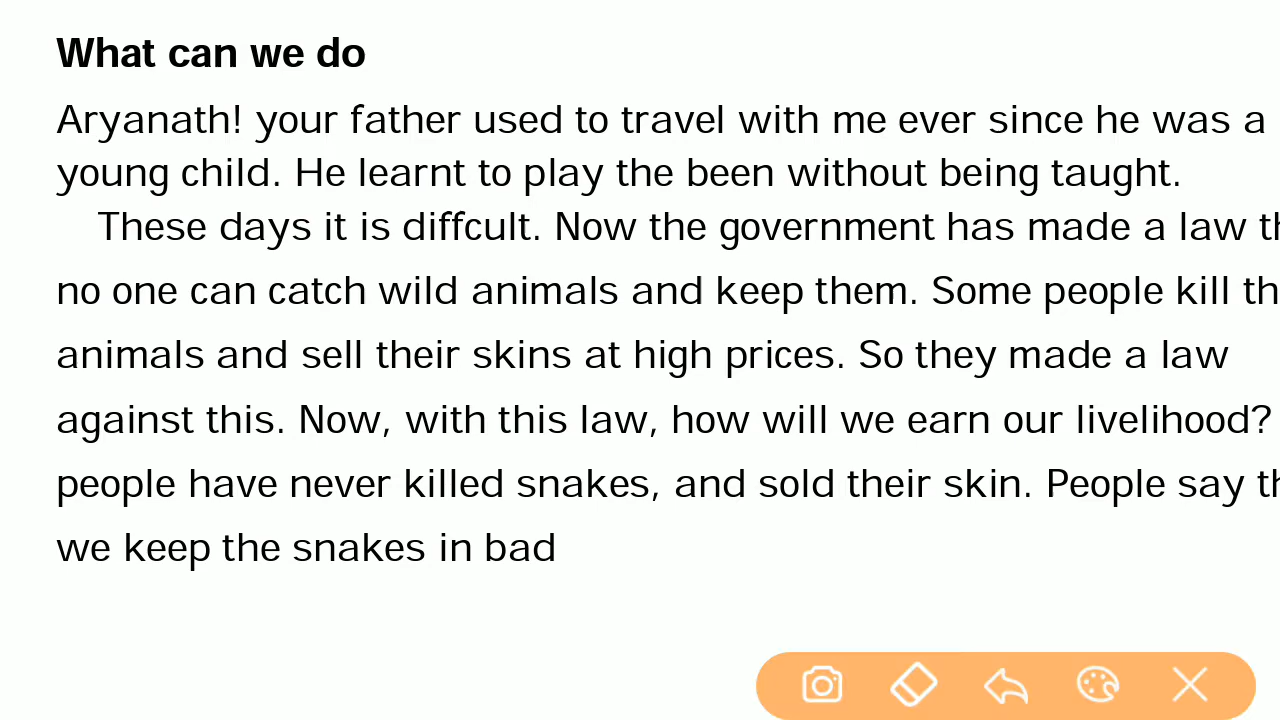 What can we do
Aryanath! your father used to travel with me ever since he was a
young child. He learnt to play the been without being taught.
These days it is diffcult. Now the government has made a law
no one can catch wild animals and keep them. Some people kill
animals and sell their skins at high prices. So they made a law
against this. Now, with this law, how will we earn our livelihood?
people have never killed snakes, and sold their skin. People say
we keep the snakes in bad